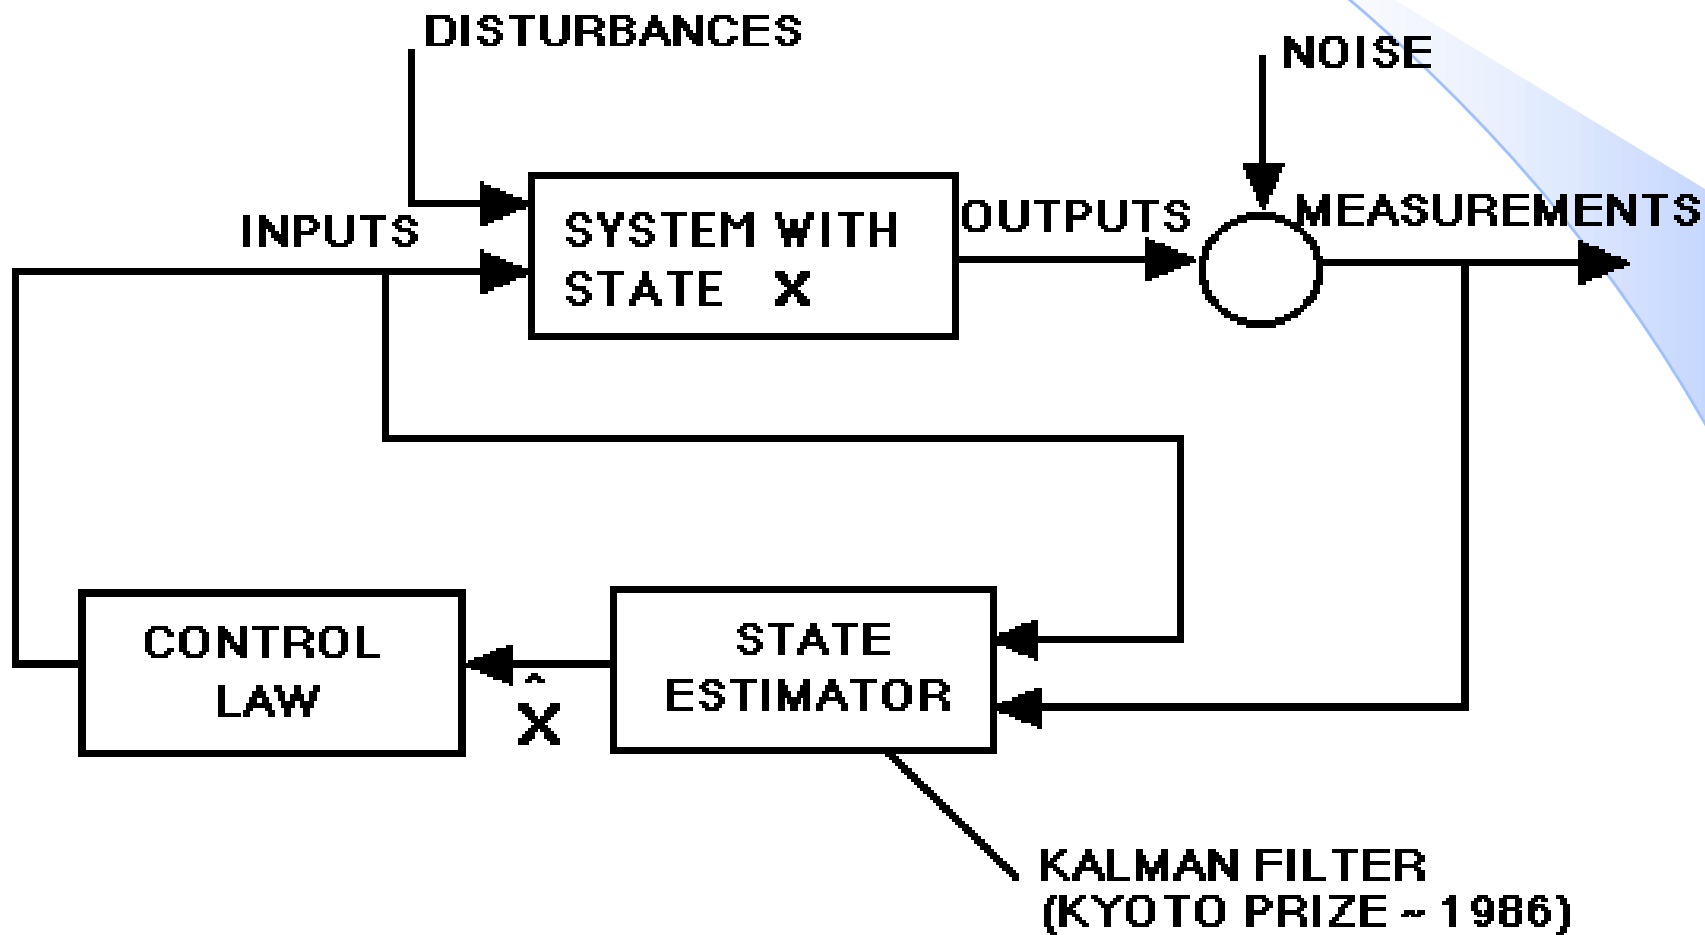 DISTURBANCES
NOISE
INPUTS
SYSTEM WITH
STATE X
OUTPUTS
MEASUREMENTS
CONTROL
LAW
^
X
STATE
ESTIMATOR
KALMAN FILTER
(KYOTO PRIZE ~ 1986)